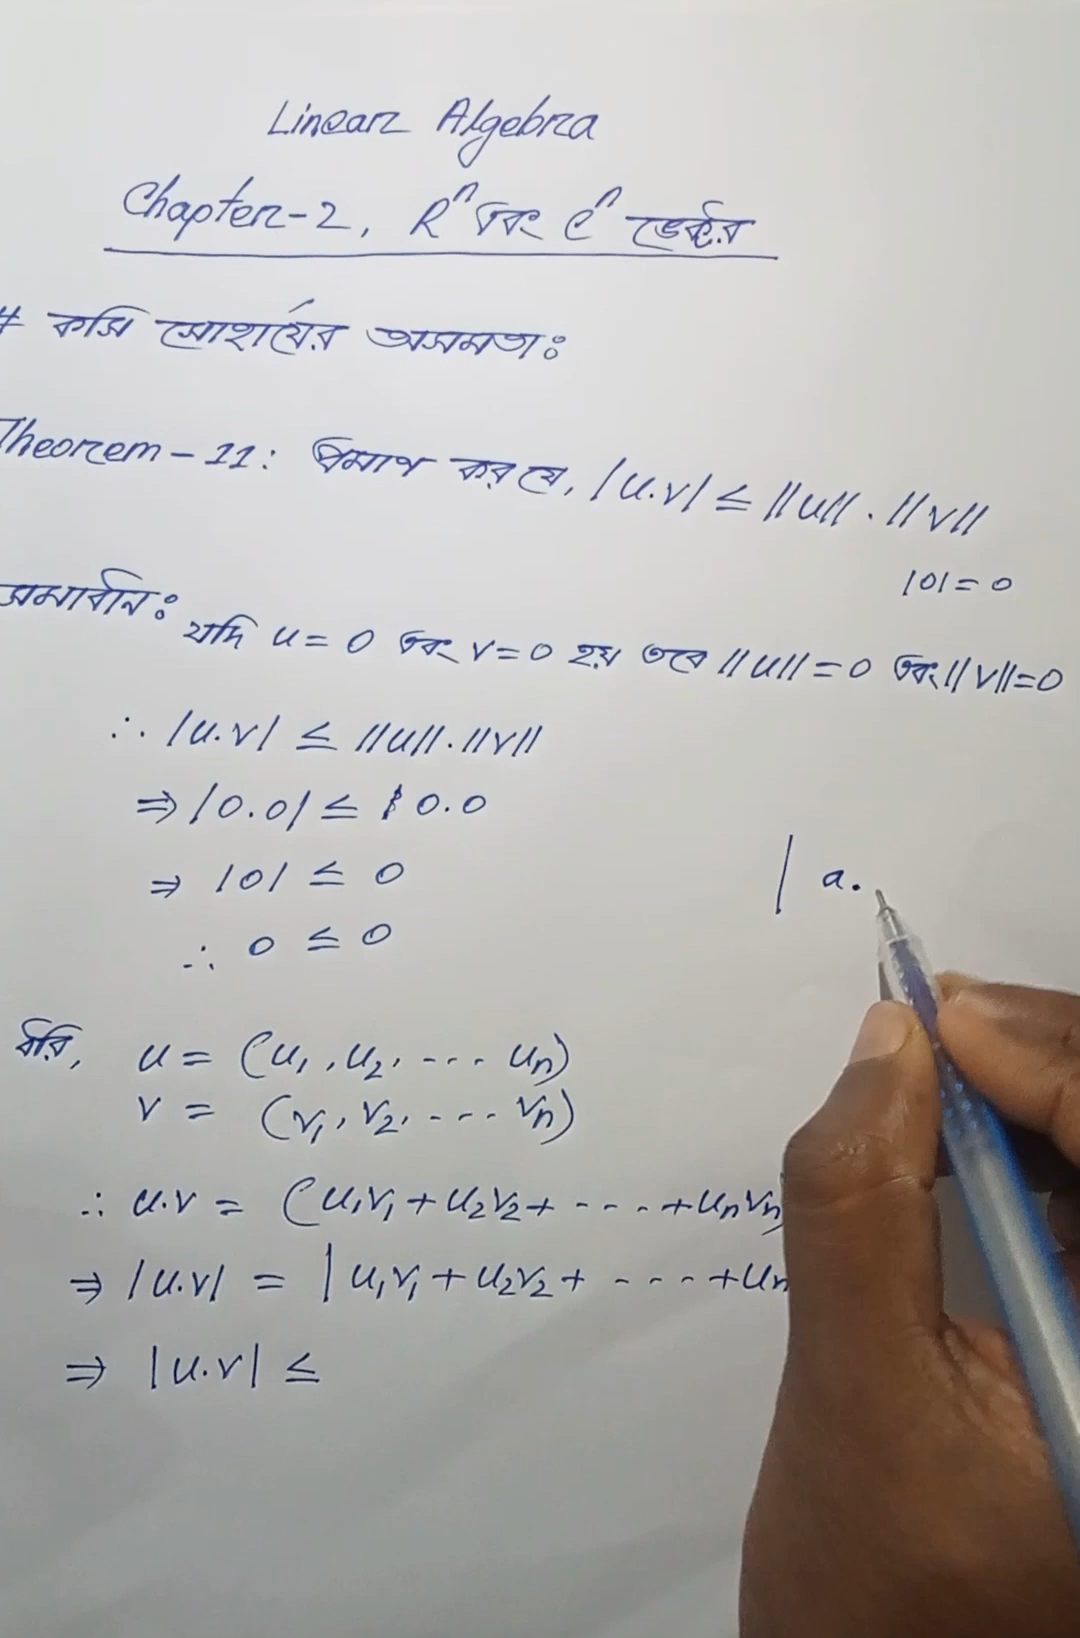 Linear Algebra
Chapter-2, Rⁿ এবং Cⁿ ভেক্টর
# কসি সোহার্যের অসমতাঃ
Theorem-11: প্রমাণ কর যে, |u.v| ≤ ||u|| . ||v||
|0| = 0
সমাধানঃ
যদি u = 0 এবং v = 0 হয় তবে ||u|| = 0 এবং ||v|| = 0
∴ |u.v| ≤ ||u|| . ||v||
⇒ |0.0| ≤ 0.0
⇒ |0| ≤ 0
| a.
∴ 0 ≤ 0
ধরি, u = (u₁, u₂, ---- uₙ)
v = (v₁, v₂, ---- vₙ)
∴ u.v = (u₁v₁ + u₂v₂ + ---- + uₙvₙ)
⇒ |u.v| = |u₁v₁ + u₂v₂ + ---- + uₙ
⇒ |u.v| ≤